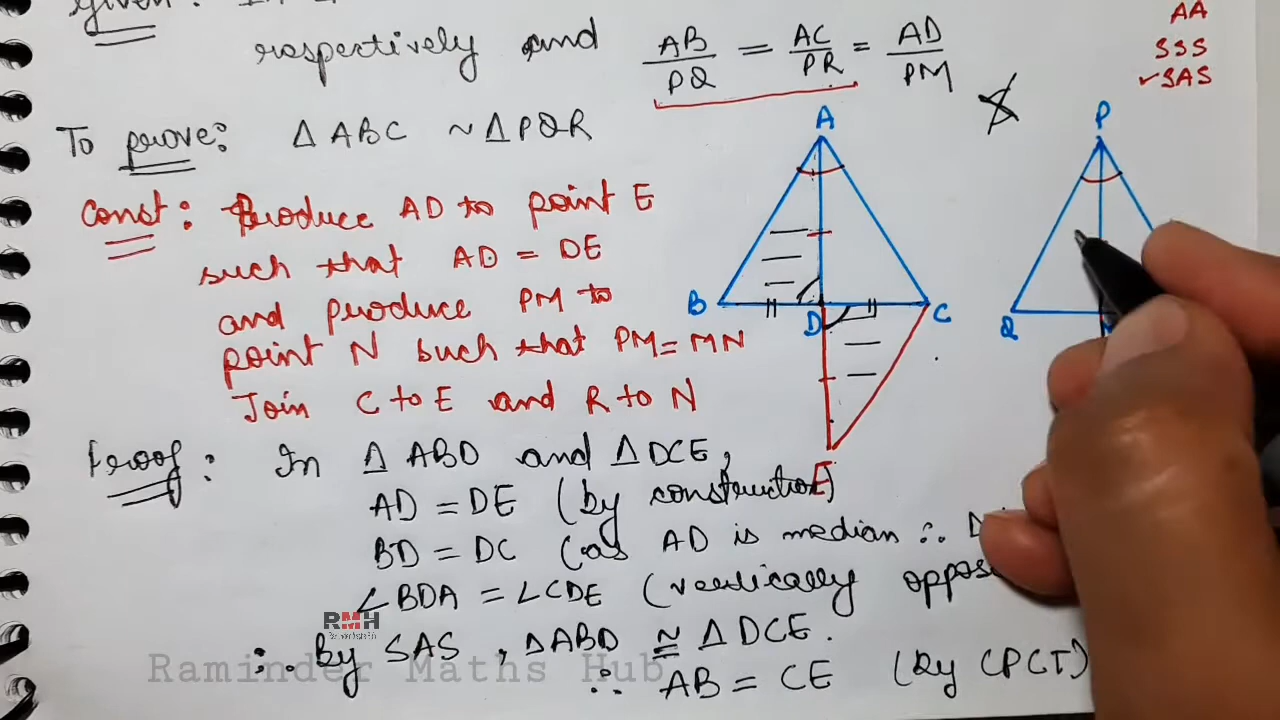 Given: In
respectively and AB/PQ = AC/PR = AD/PM
AA
SSS
✓SAS
To prove: Δ ABC ~ Δ PQR
Const: Produce AD to point E
such that AD = DE
and produce PM to
point N such that PM = MN
Join C to E and R to N
A
B
D
C
E
P
Q
Proof: In Δ ABD and Δ DCE,
AD = DE (by construction)
BD = DC (as AD is median ∴
∠BDA = ∠CDE (vertically
∴ By SAS, ΔABD ≅ Δ DCE.
∴ AB = CE (by CPCT)
RMH
Raminder Maths Hub